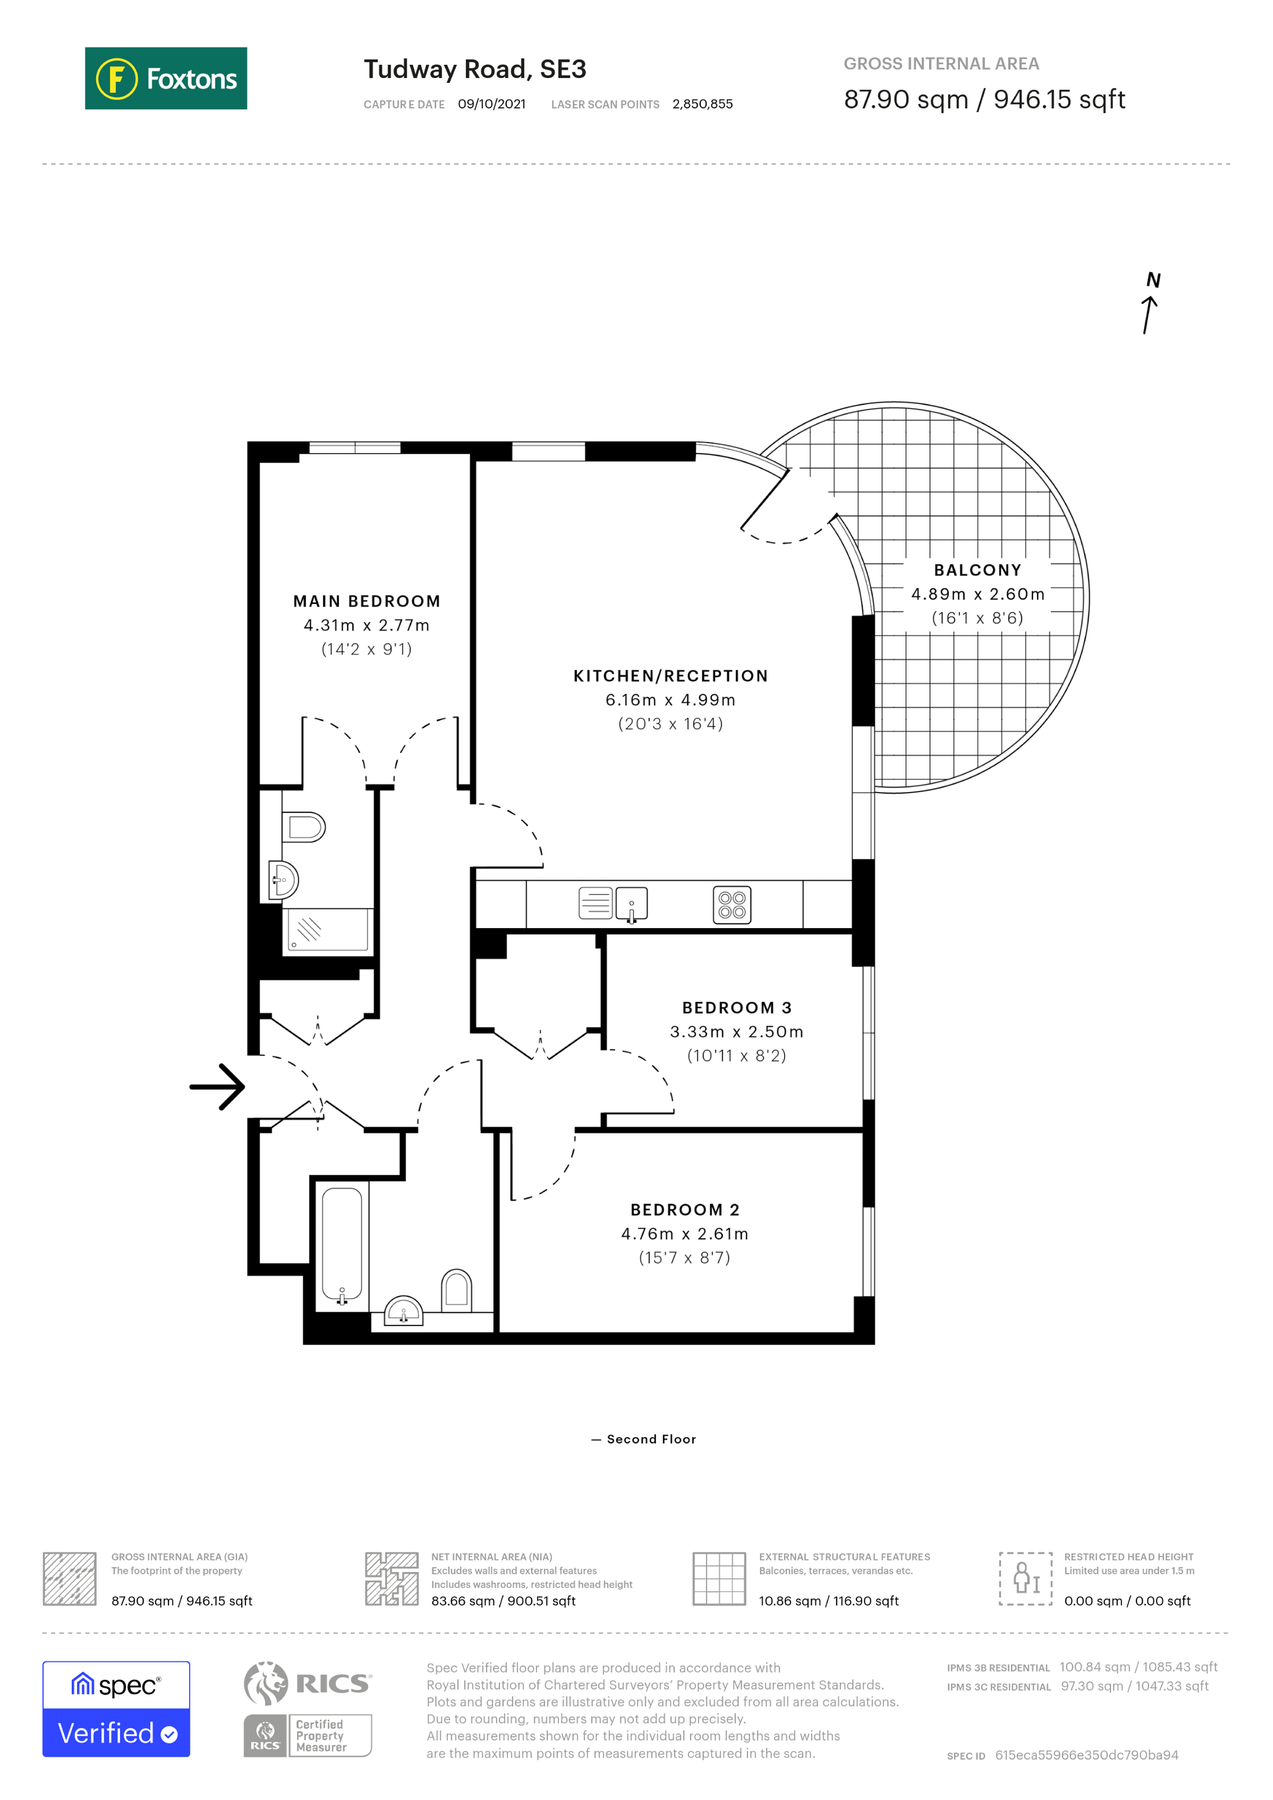 Foxtons
Tudway Road, SE3
CAPTURE DATE 09/10/2021 LASER SCAN POINTS 2,850,855
GROSS INTERNAL AREA
87.90 sqm / 946.15 sqft
N
BALCONY
4.89m x 2.60m
(16'1 x 8'6)
MAIN BEDROOM
4.31m x 2.77m
(14'2 x 9'1)
KITCHEN/RECEPTION
6.16m x 4.99m
(20'3 x 16'4)
BEDROOM 3
3.33m x 2.50m
(10'11 x 8'2)
BEDROOM 2
4.76m x 2.61m
(15'7 x 8'7)
— Second Floor
GROSS INTERNAL AREA (GIA)
The footprint of the property
87.90 sqm / 946.15 sqft
NET INTERNAL AREA (NIA)
Excludes walls and external features
Includes washrooms, restricted head height
83.66 sqm / 900.51 sqft
EXTERNAL STRUCTURAL FEATURES
Balconies, terraces, verandas etc.
10.86 sqm / 116.90 sqft
RESTRICTED HEAD HEIGHT
Limited use area under 1.5 m
0.00 sqm / 0.00 sqft
spec®
Verified
RICS®
RICS
Certified
Property
Measurer
Spec Verified floor plans are produced in accordance with
Royal Institution of Chartered Surveyors' Property Measurement Standards.
Plots and gardens are illustrative only and excluded from all area calculations.
Due to rounding, numbers may not add up precisely.
All measurements shown for the individual room lengths and widths
are the maximum points of measurements captured in the scan.
IPMS 3B RESIDENTIAL 100.84 sqm / 1085.43 sqft
IPMS 3C RESIDENTIAL 97.30 sqm / 1047.33 sqft
SPEC ID 615eca55966e350dc790ba94